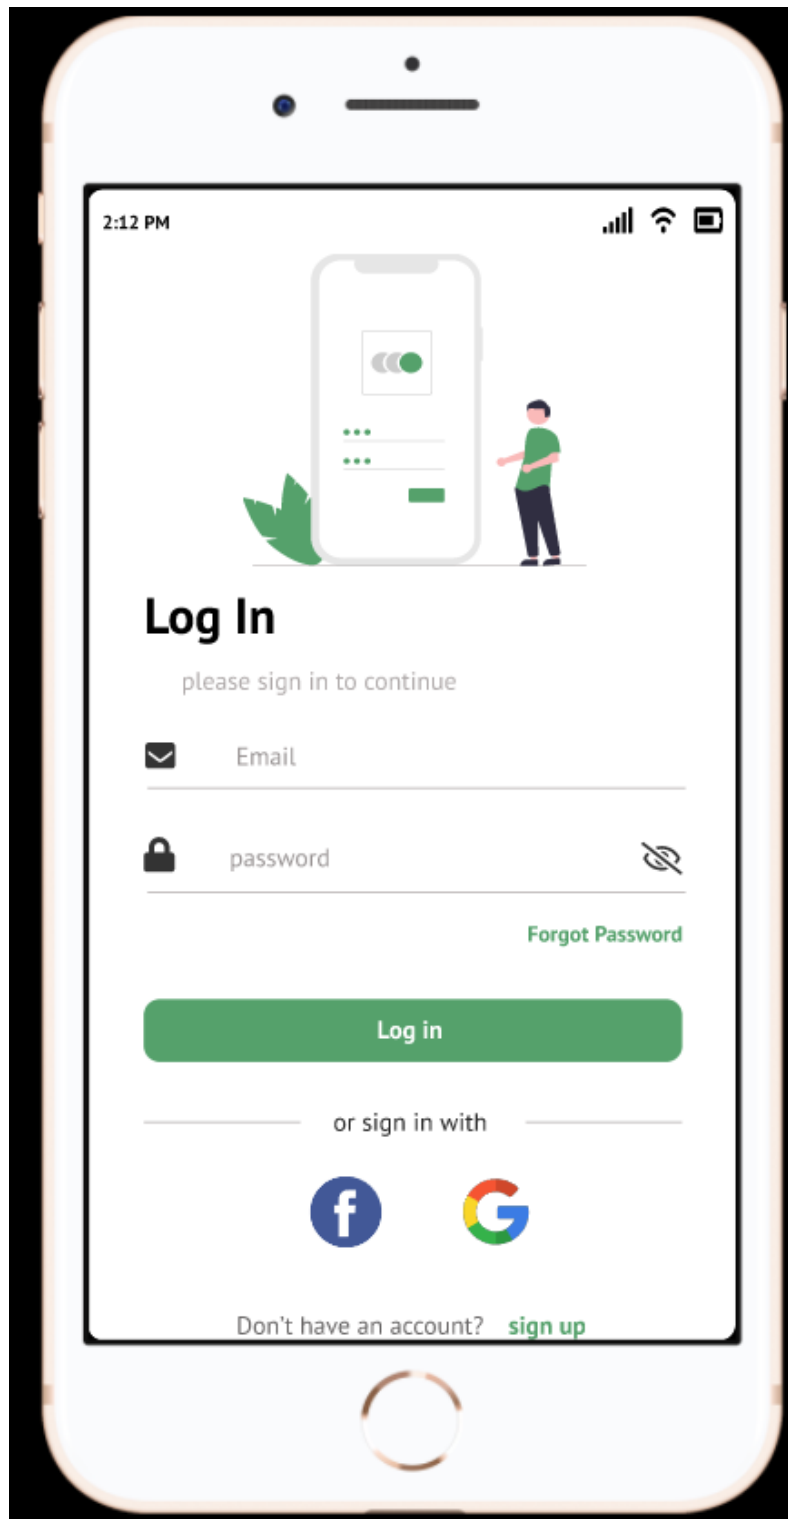 2:12 PM
Log In
please sign in to continue
Email
password
Forgot Password
Log in
or sign in with
Don't have an account? sign up